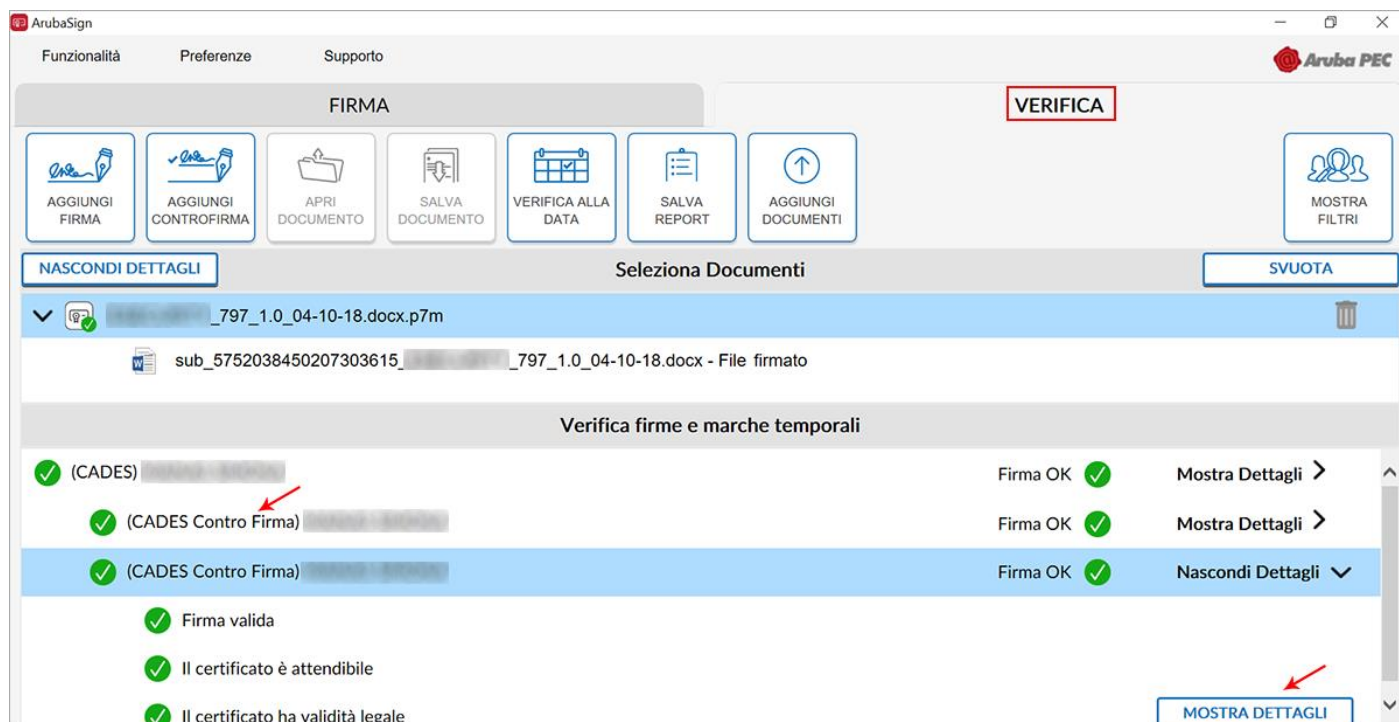 ArubaSign
Funzionalità Preferenze Supporto
Aruba PEC
FIRMA VERIFICA
AGGIUNGI FIRMA
AGGIUNGI CONTROFIRMA
APRI DOCUMENTO
SALVA DOCUMENTO
VERIFICA ALLA DATA
SALVA REPORT
AGGIUNGI DOCUMENTI
MOSTRA FILTRI
NASCONDI DETTAGLI Seleziona Documenti SVUOTA
_797_1.0_04-10-18.docx.p7m
sub_5752038450207303615_ _797_1.0_04-10-18.docx - File firmato
Verifica firme e marche temporali
(CADES) Firma OK Mostra Dettagli
(CADES Contro Firma) Firma OK Mostra Dettagli
(CADES Contro Firma) Firma OK Nascondi Dettagli
Firma valida
Il certificato è attendibile
Il certificato ha validità legale MOSTRA DETTAGLI